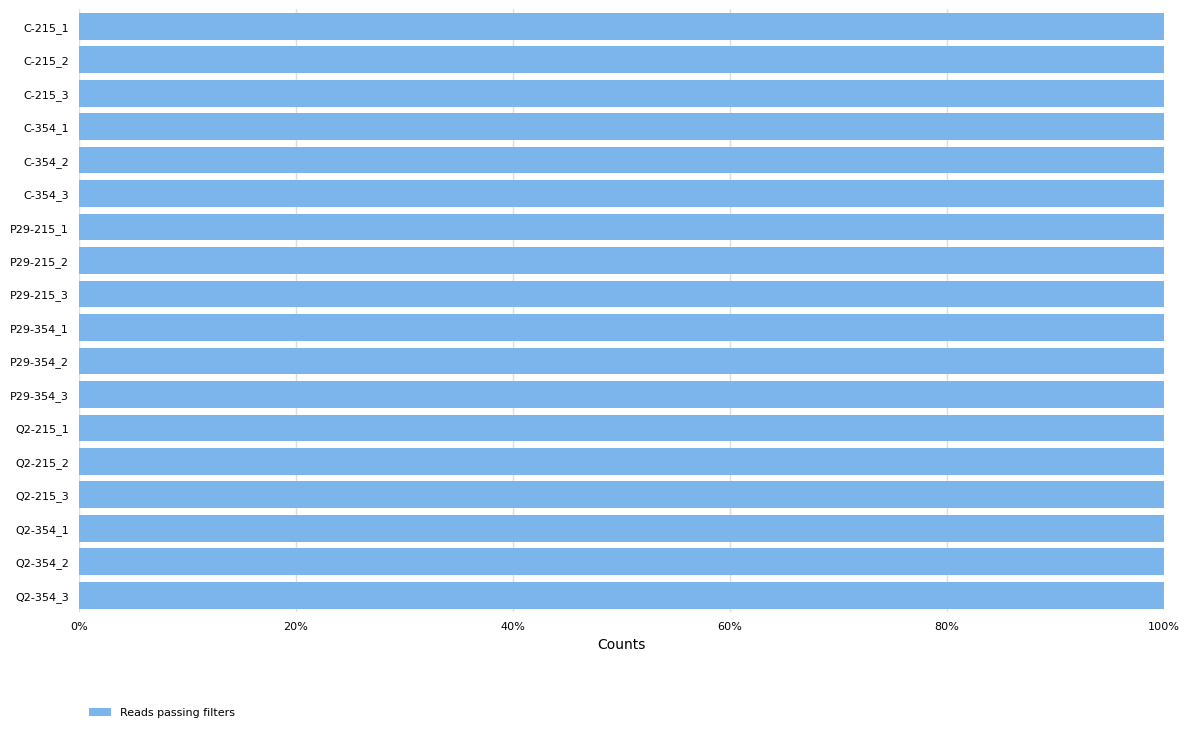 C-215_1
C-215_2
C-215_3
C-354_1
C-354_2
C-354_3
P29-215_1
P29-215_2
P29-215_3
P29-354_1
P29-354_2
P29-354_3
Q2-215_1
Q2-215_2
Q2-215_3
Q2-354_1
Q2-354_2
Q2-354_3
0% 20% 40% 60% 80% 100%
Counts
Reads passing filters